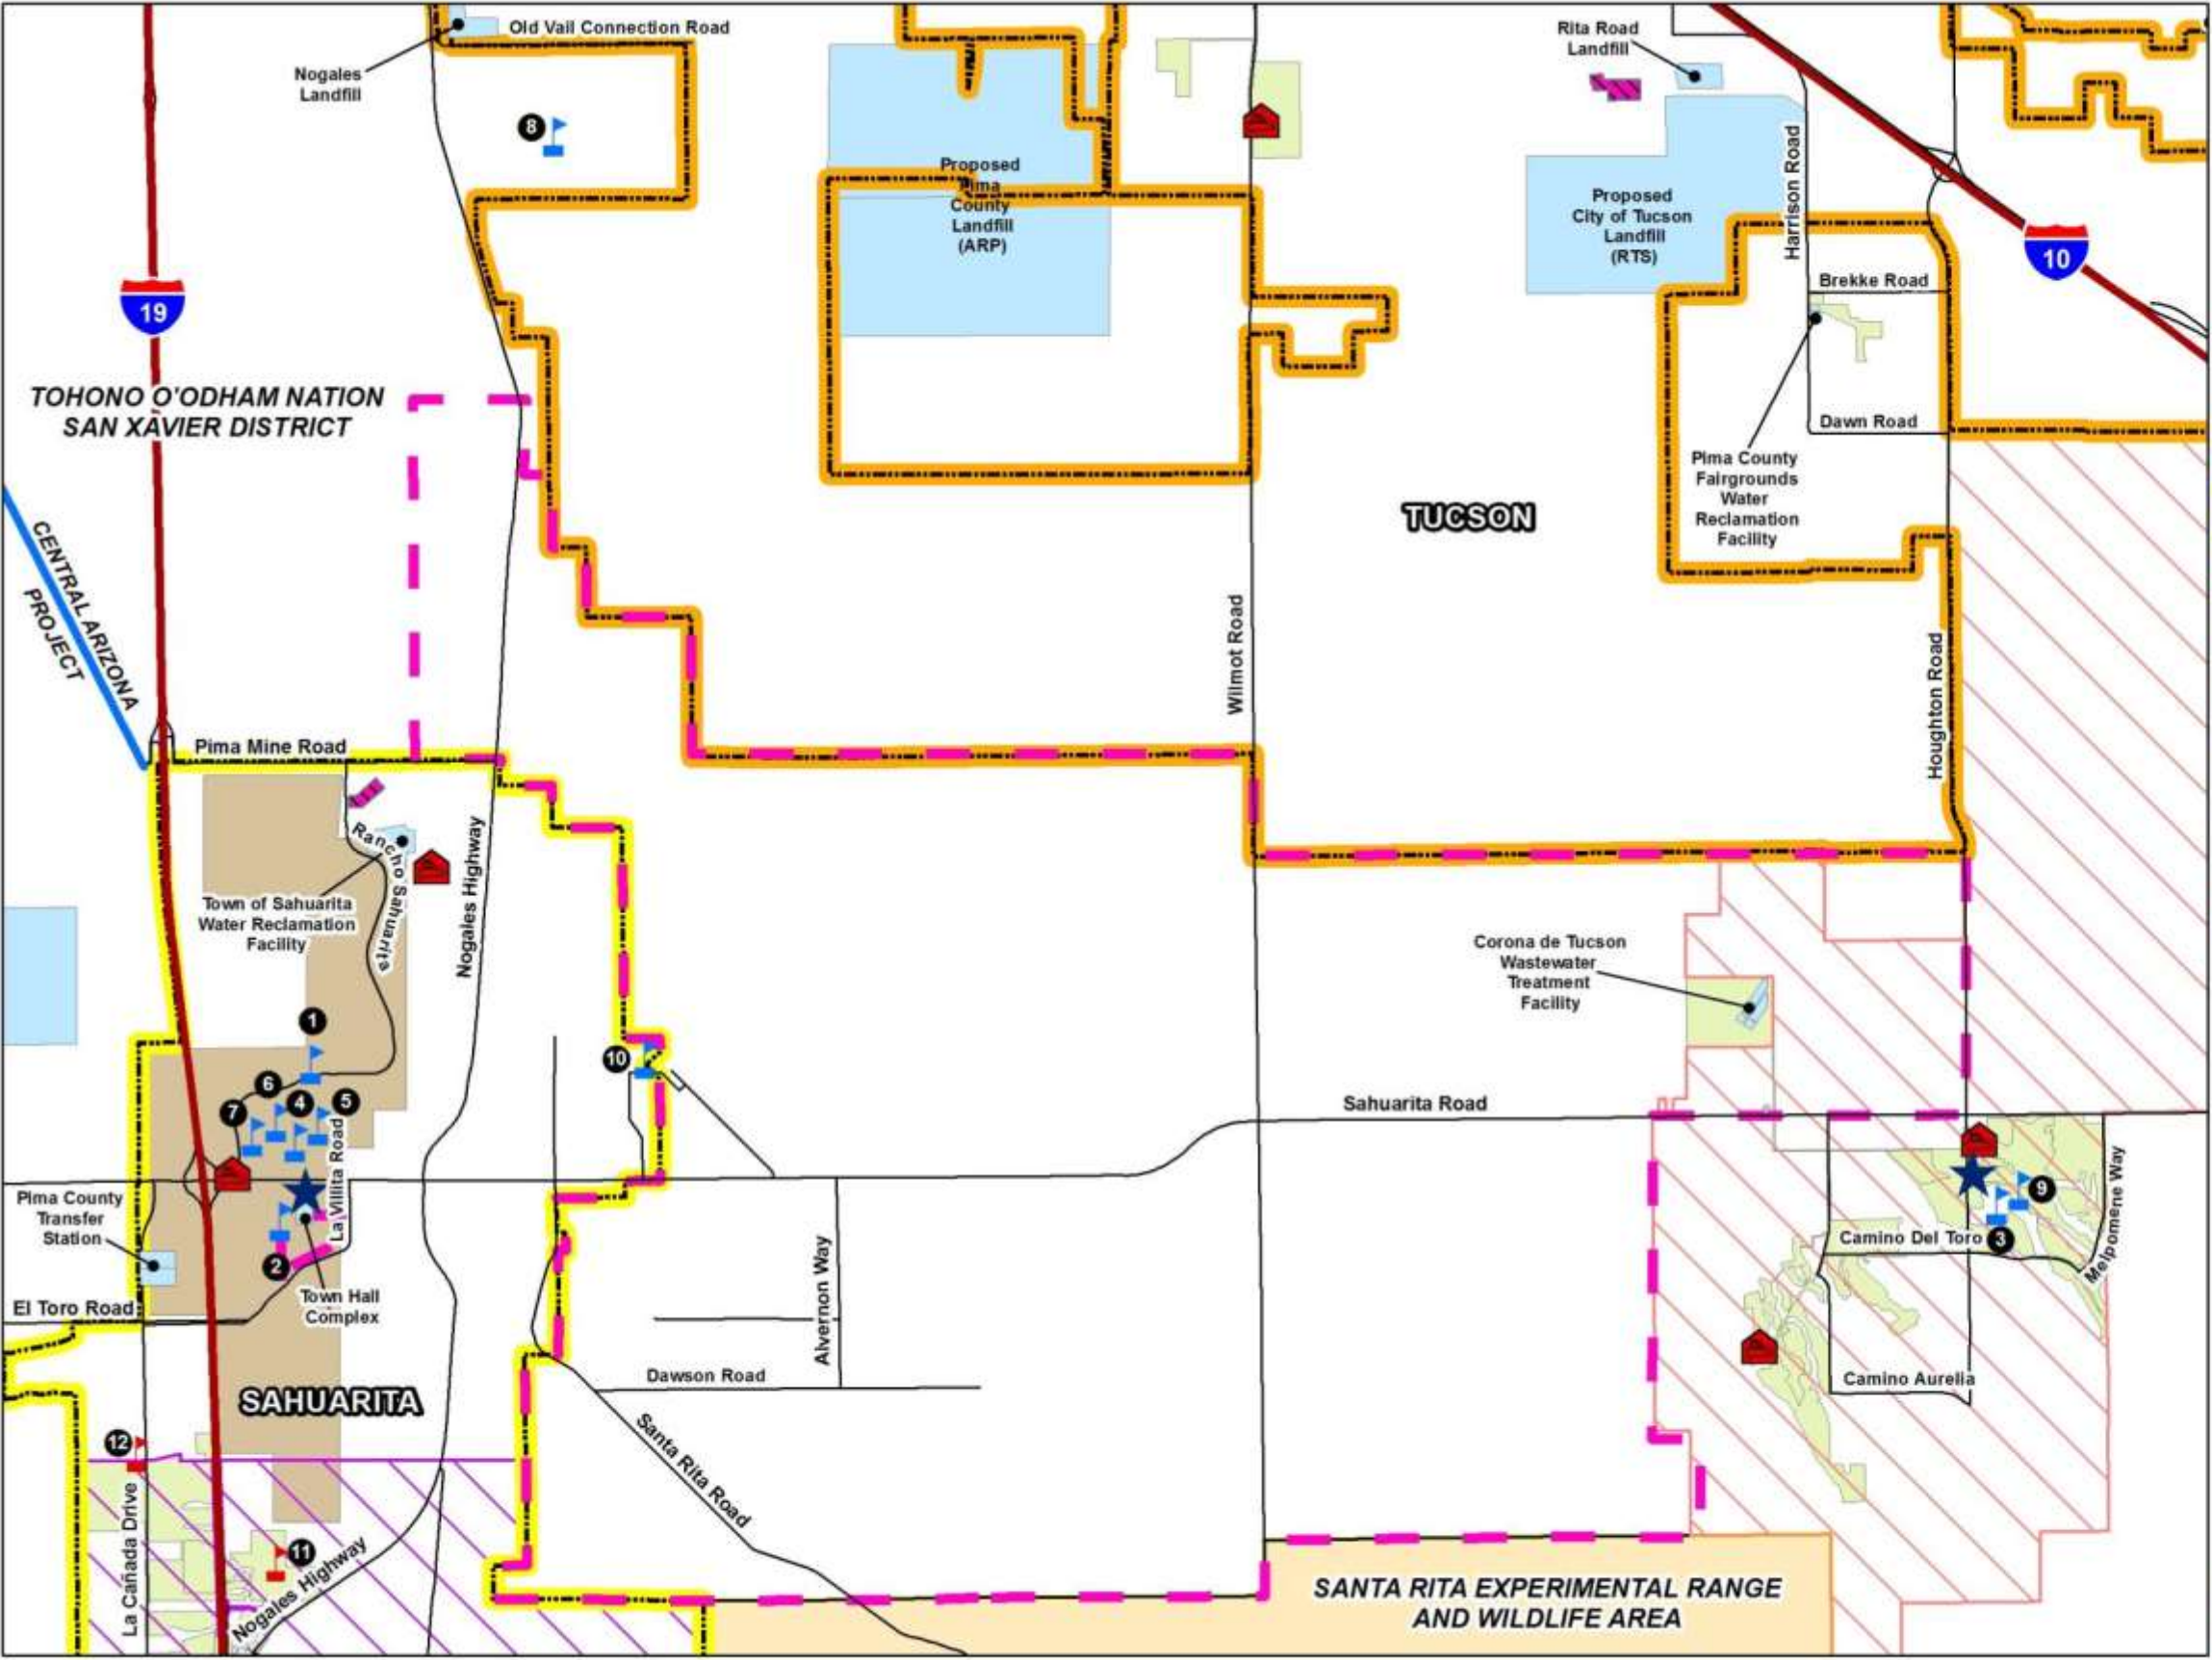 Old Vail Connection Road
Nogales
Landfill
8
Rita Road
Landfill
Proposed
Pima
County
Landfill
(ARP)
Proposed
City of Tucson
Landfill
(RTS)
Harrison Road
10
Brekke Road
19
TOHONO O'ODHAM NATION
SAN XAVIER DISTRICT
Dawn Road
Pima County
Fairgrounds
Water
Reclamation
Facility
TUCSON
CENTRAL ARIZONA
PROJECT
Wilmot Road
Houghton Road
Pima Mine Road
Rancho Sahuarita
Nogales Highway
Town of Sahuarita
Water Reclamation
Facility
Corona de Tucson
Wastewater
Treatment
Facility
1
10
6
4
5
7
Sahuarita Road
La Villita Road
Pima County
Transfer
Station
2
Town Hall
Complex
El Toro Road
Alvernon Way
9
Camino Del Toro
3
Melpomene Way
Dawson Road
Camino Aurelia
SAHUARITA
12
Santa Rita Road
La Cañada Drive
11
Nogales Highway
SANTA RITA EXPERIMENTAL RANGE
AND WILDLIFE AREA